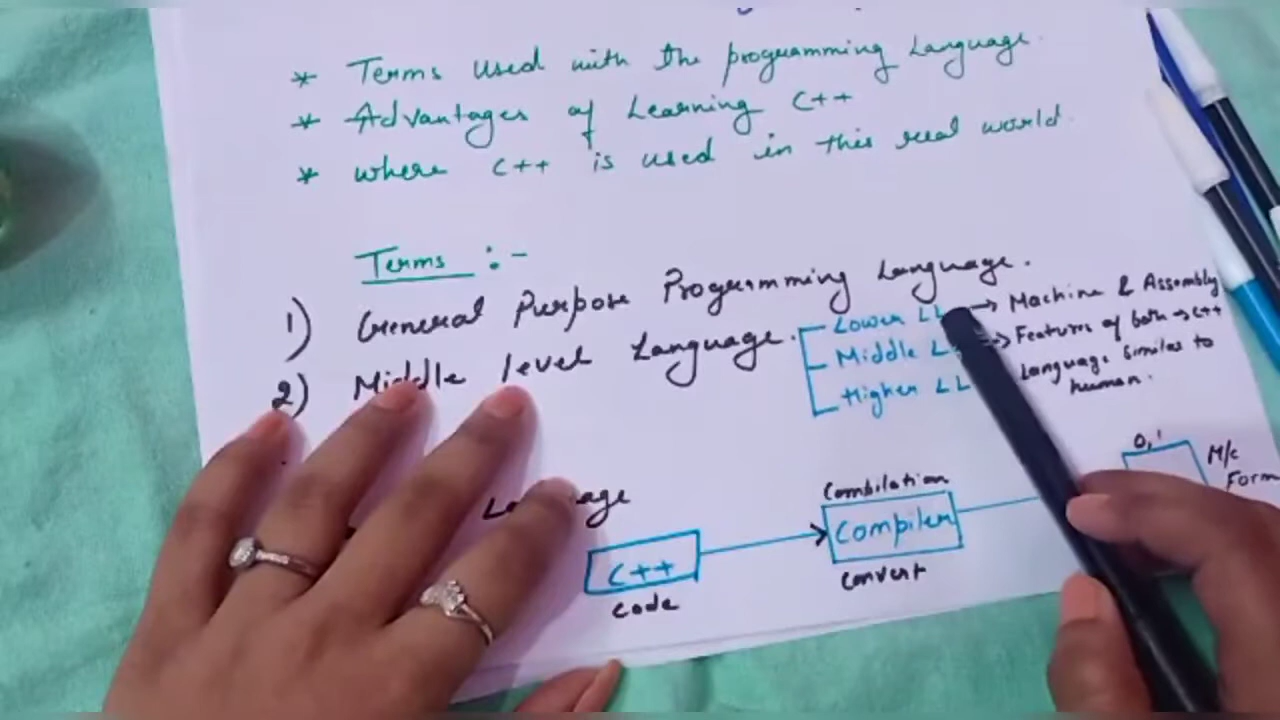 * Terms used with the programming Language.
* Advantages of Learning C++
* where C++ is used in this real world.
Terms :-
1) General Purpose Programming Language.
2) Middle level Language.
Lower LL → Machine & Assembly
Middle L → Features of both → C++
Higher LL Language similar to
human.
Language
C++
Code
Combilation
Compiler
Convert
0, 1
M/c
Form